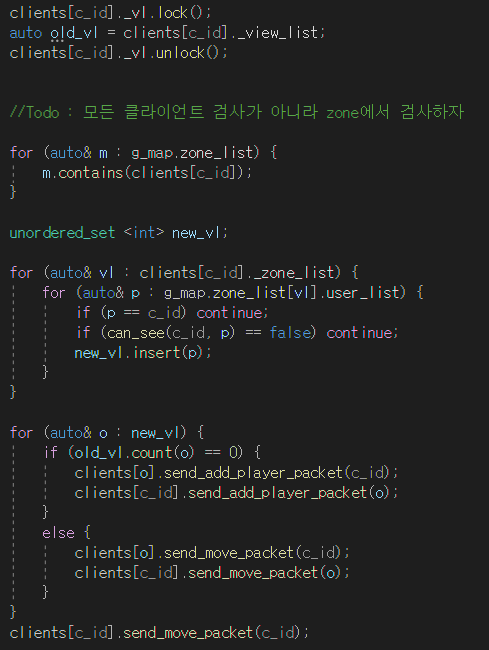 clients[c_id]._vl.lock();
auto old_vl = clients[c_id]._view_list;
clients[c_id]._vl.unlock();
//Todo : 모든 클라이언트 검사가 아니라 zone에서 검사하자
for (auto& m : g_map.zone_list) {
m.contains(clients[c_id]);
}
unordered_set <int> new_vl;
for (auto& vl : clients[c_id]._zone_list) {
for (auto& p : g_map.zone_list[vl].user_list) {
if (p == c_id) continue;
if (can_see(c_id, p) == false) continue;
new_vl.insert(p);
}
}
for (auto& o : new_vl) {
if (old_vl.count(o) == 0) {
clients[o].send_add_player_packet(c_id);
clients[c_id].send_add_player_packet(o);
}
else {
clients[o].send_move_packet(c_id);
clients[c_id].send_move_packet(o);
}
}
clients[c_id].send_move_packet(c_id);